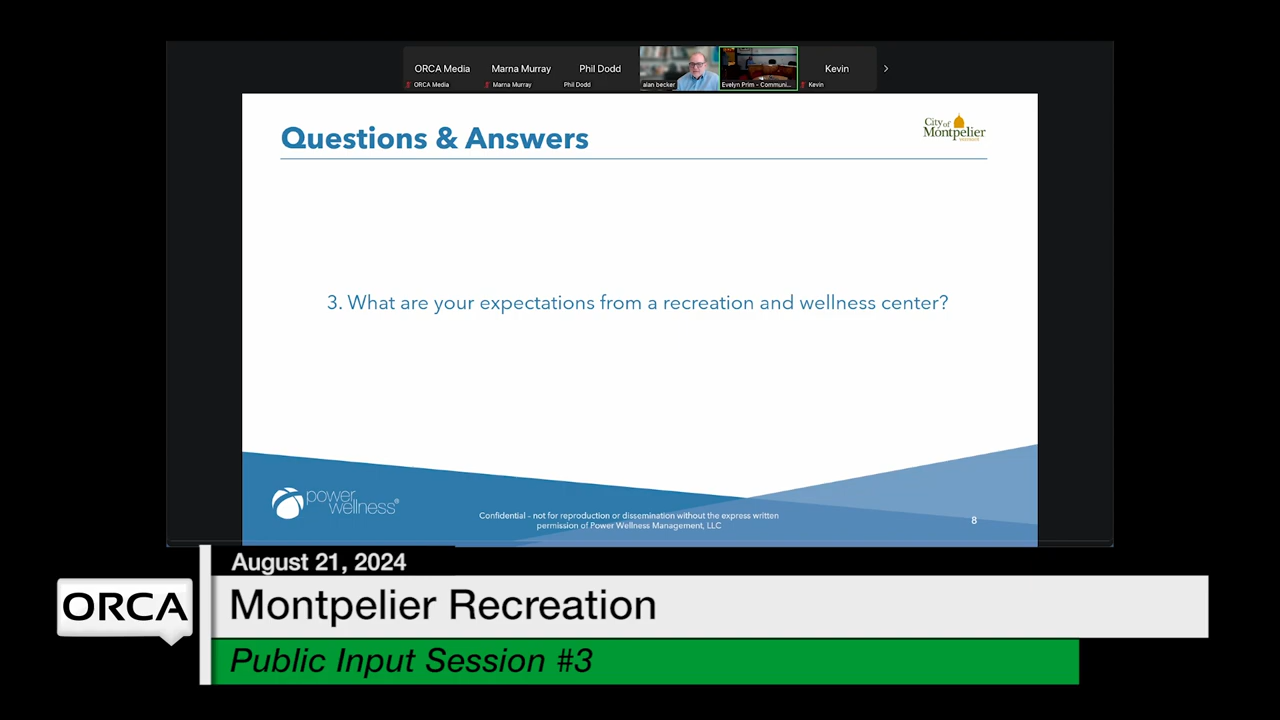 ORCA Media
Marna Murray
Phil Dodd
Kevin
ORCA Media
Marna Murray
Phil Dodd
alan becker
Evelyn Prim - Communi...
Kevin
Questions & Answers
City of
Montpelier
3. What are your expectations from a recreation and wellness center?
power
wellness®
Confidential – not for reproduction or dissemination without the express written
permission of Power Wellness Management, LLC
8
August 21, 2024
ORCA
Montpelier Recreation
Public Input Session #3